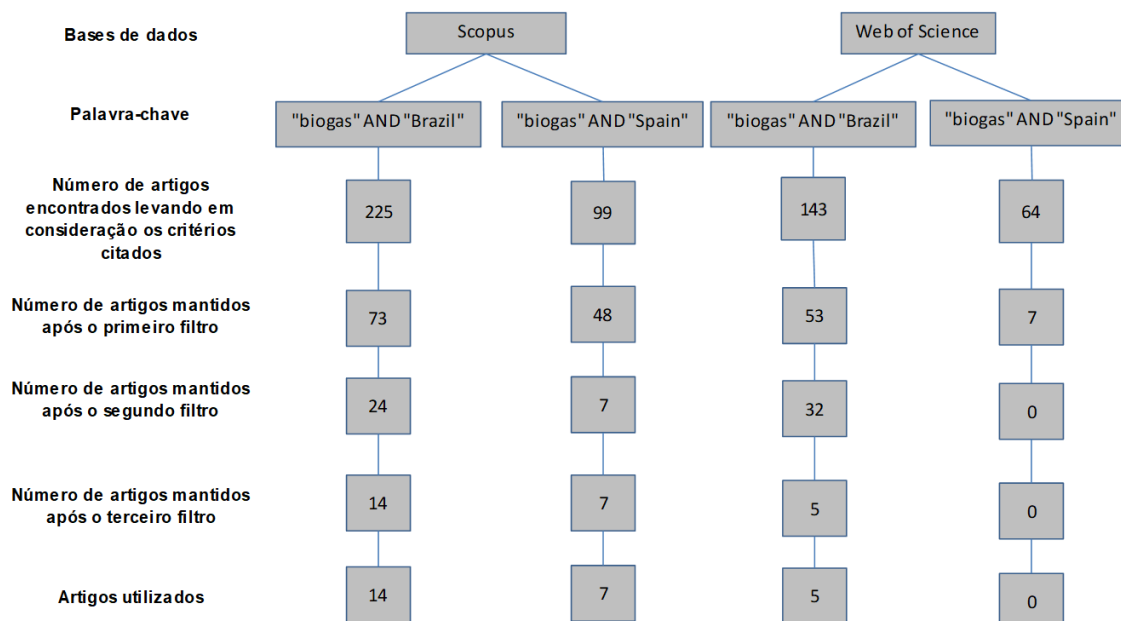 Bases de dados
Scopus
Web of Science
Palavra-chave
"biogas" AND "Brazil"
"biogas" AND "Spain"
"biogas" AND "Brazil"
"biogas" AND "Spain"
Número de artigos
encontrados levando em
consideração os critérios
citados
225
99
143
64
Número de artigos mantidos
após o primeiro filtro
73
48
53
7
Número de artigos mantidos
após o segundo filtro
24
7
32
0
Número de artigos mantidos
após o terceiro filtro
14
7
5
0
Artigos utilizados
14
7
5
0